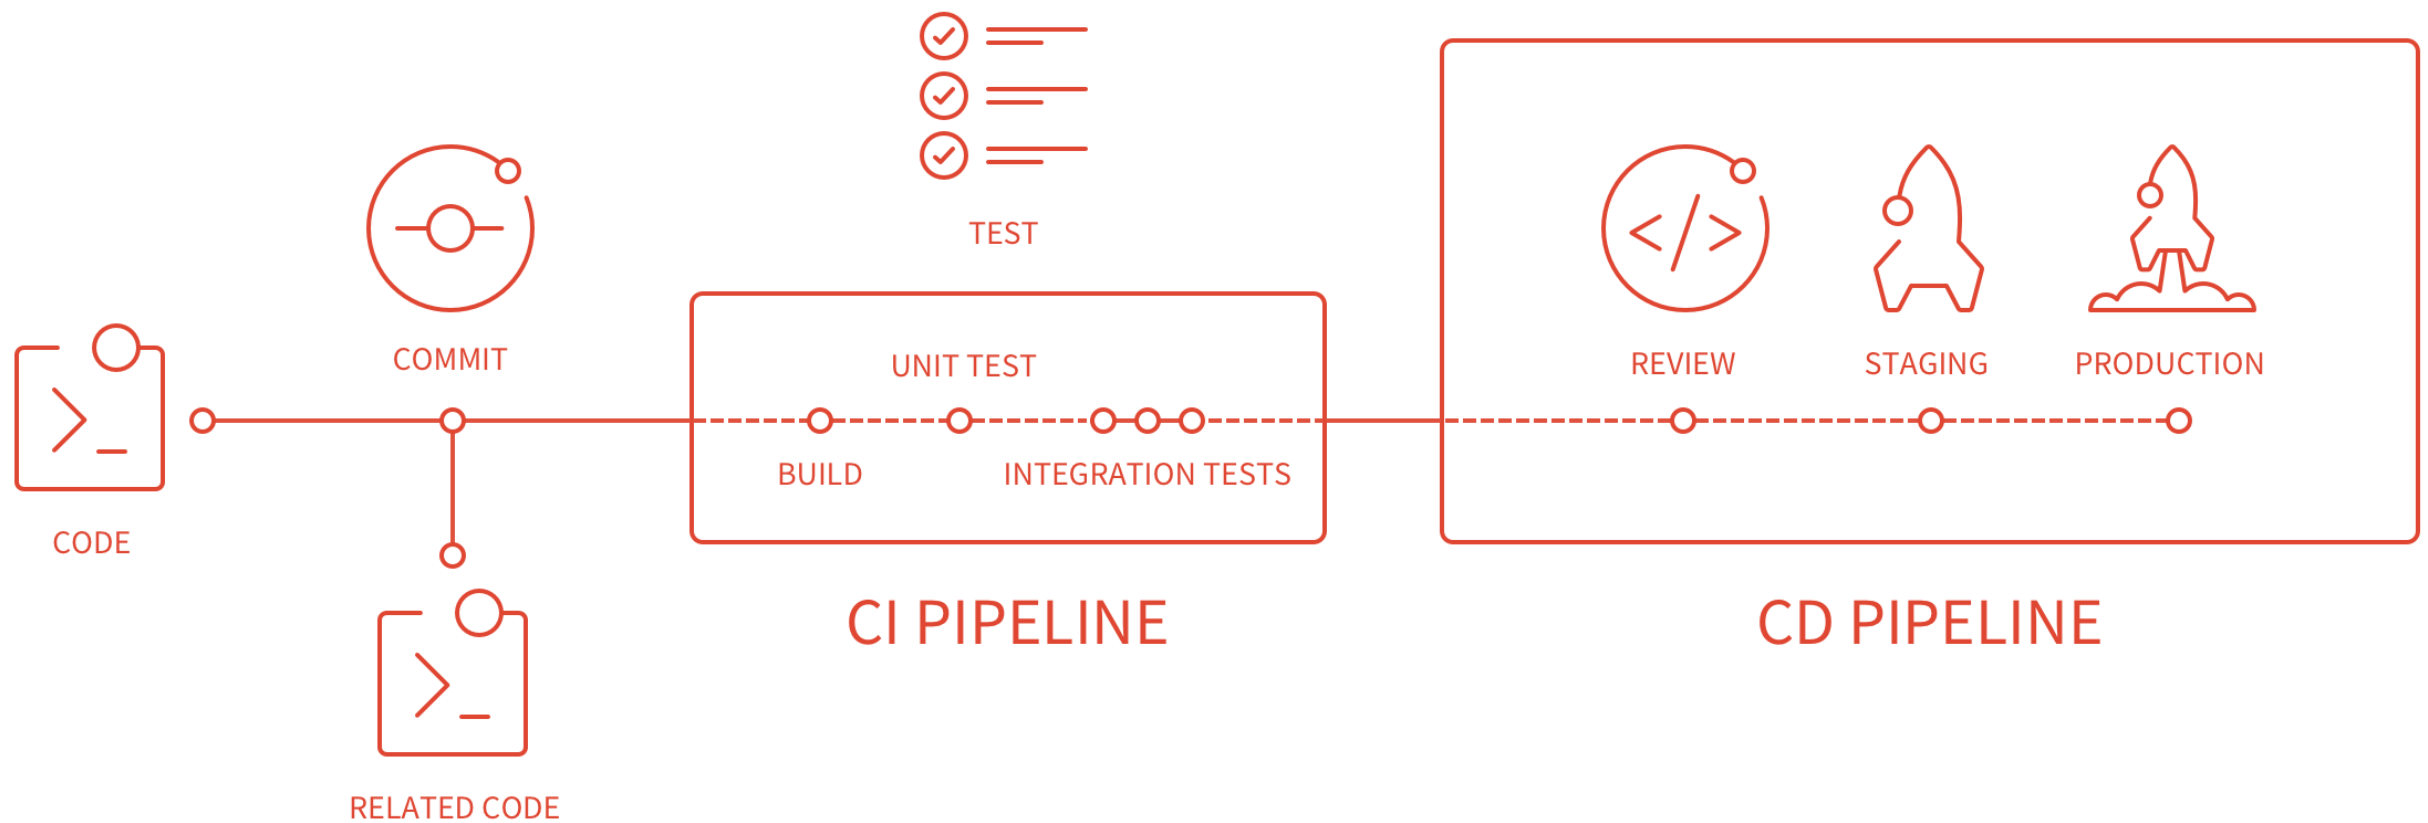 TEST
COMMIT
UNIT TEST
REVIEW
STAGING
PRODUCTION
BUILD
INTEGRATION TESTS
CODE
CI PIPELINE
CD PIPELINE
RELATED CODE